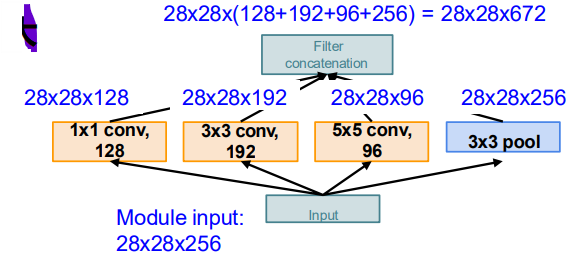 28x28x(128+192+96+256) = 28x28x672
Filter
concatenation
28x28x128 28x28x192 28x28x96 28x28x256
1x1 conv,
128
3x3 conv,
192
5x5 conv,
96
3x3 pool
Input
Module input:
28x28x256